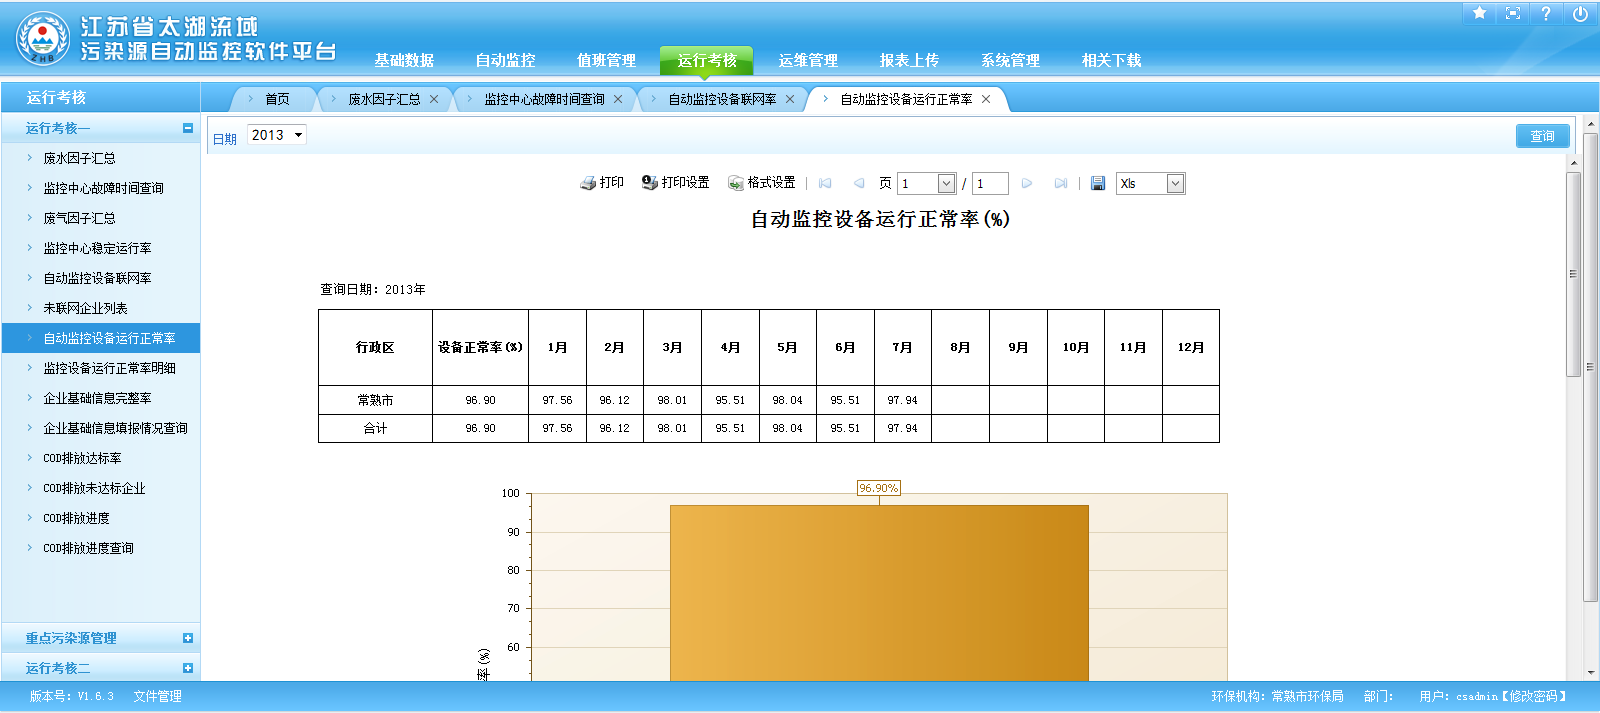 江苏省太湖流域
污染源自动监控软件平台
ZHB
基础数据 自动监控 值班管理 运行考核 运维管理 报表上传 系统管理 相关下载
运行考核
首页 废水因子汇总 监控中心故障时间查询 自动监控设备联网率 自动监控设备运行正常率
运行考核一
废水因子汇总
监控中心故障时间查询
废气因子汇总
监控中心稳定运行率
自动监控设备联网率
未联网企业列表
自动监控设备运行正常率
监控设备运行正常率明细
企业基础信息完整率
企业基础信息填报情况查询
COD排放达标率
COD排放未达标企业
COD排放进度
COD排放进度查询
重点污染源管理
运行考核二
日期 2013 查询
打印 打印设置 格式设置 | 页 1 / 1 | Xls
自动监控设备运行正常率(%)
查询日期：2013年
行政区 设备正常率(%) 1月 2月 3月 4月 5月 6月 7月 8月 9月 10月 11月 12月
常熟市 96.90 97.56 96.12 98.01 95.51 98.04 95.51 97.94
合计 96.90 97.56 96.12 98.01 95.51 98.04 95.51 97.94
96.90%
100
90
80
70
60
率(%)
版本号：V1.6.3 文件管理 环保机构：常熟市环保局 部门： 用户：csadmin【修改密码】